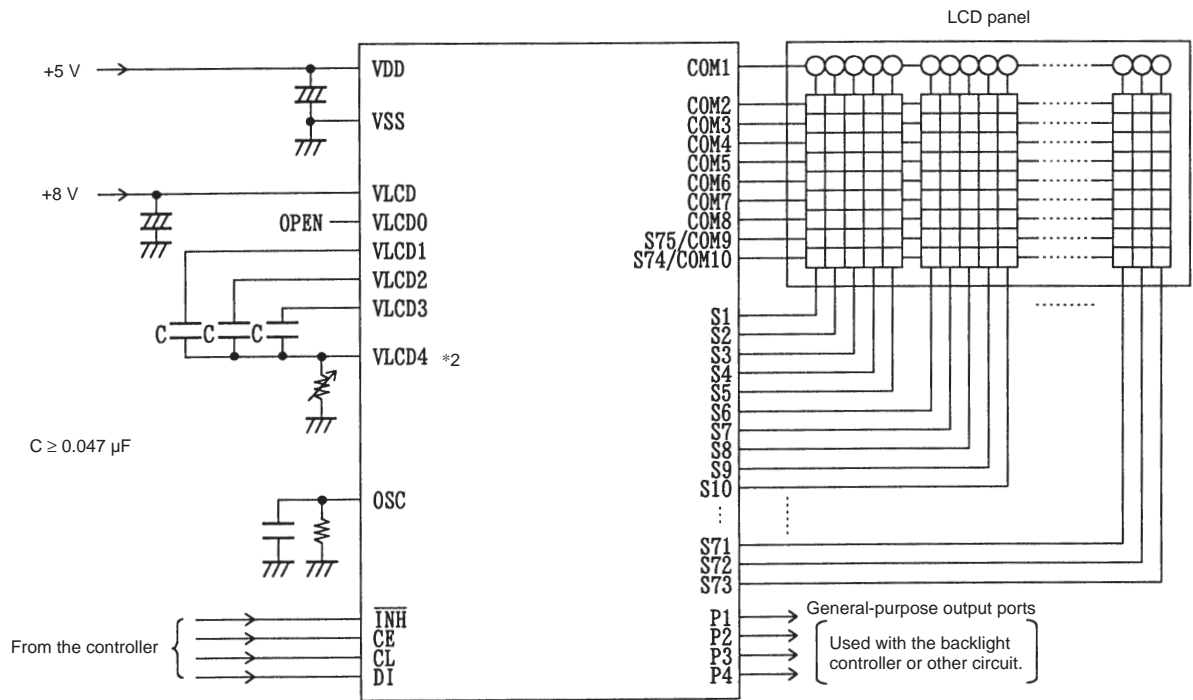 LCD panel
+5 V
VDD
COM1
VSS
COM2
COM3
COM4
COM5
+8 V
VLCD
COM6
COM7
OPEN
VLCD0
COM8
VLCD1
S75/COM9
S74/COM10
VLCD2
VLCD3
S1
C
C
C
S2
VLCD4 *2
S3
S4
S5
S6
S7
C ≥ 0.047 µF
S8
S9
S10
OSC
S71
S72
S73
INH
P1
General-purpose output ports
From the controller
CE
P2
Used with the backlight
CL
P3
controller or other circuit.
DI
P4